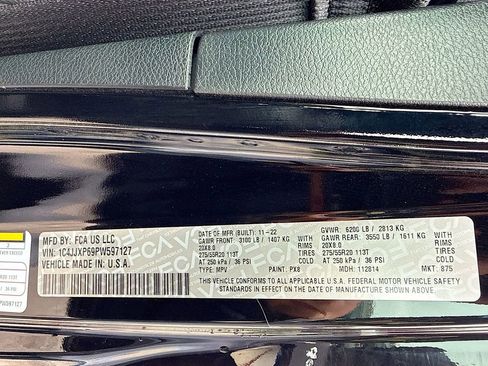 MFD BY: FCA US LLC
VIN: 1C4JJXP69PW597127
VEHICLE MADE IN: U.S.A.
DATE OF MFR (BUILT): 11-22
GAWR FRONT: 3100 LB / 1407 KG
20X8.0 RIMS
275/55R20 113T TIRES
AT 250 kPa / 36 PSI
TYPE: MPV PAINT: PX8
GVWR: 6200 LB / 2813 KG
GAWR REAR: 3550 LB / 1611 KG
20X8.0 RIMS
275/55R20 113T TIRES
AT 250 kPa / 36 PSI
MDH: 112814 MKT: 875
THIS VEHICLE CONFORMS TO ALL APPLICABLE U.S.A. FEDERAL MOTOR VEHICLE SAFETY
STANDARDS IN EFFECT ON THE DATE OF MANUFACTURE SHOWN ABOVE.